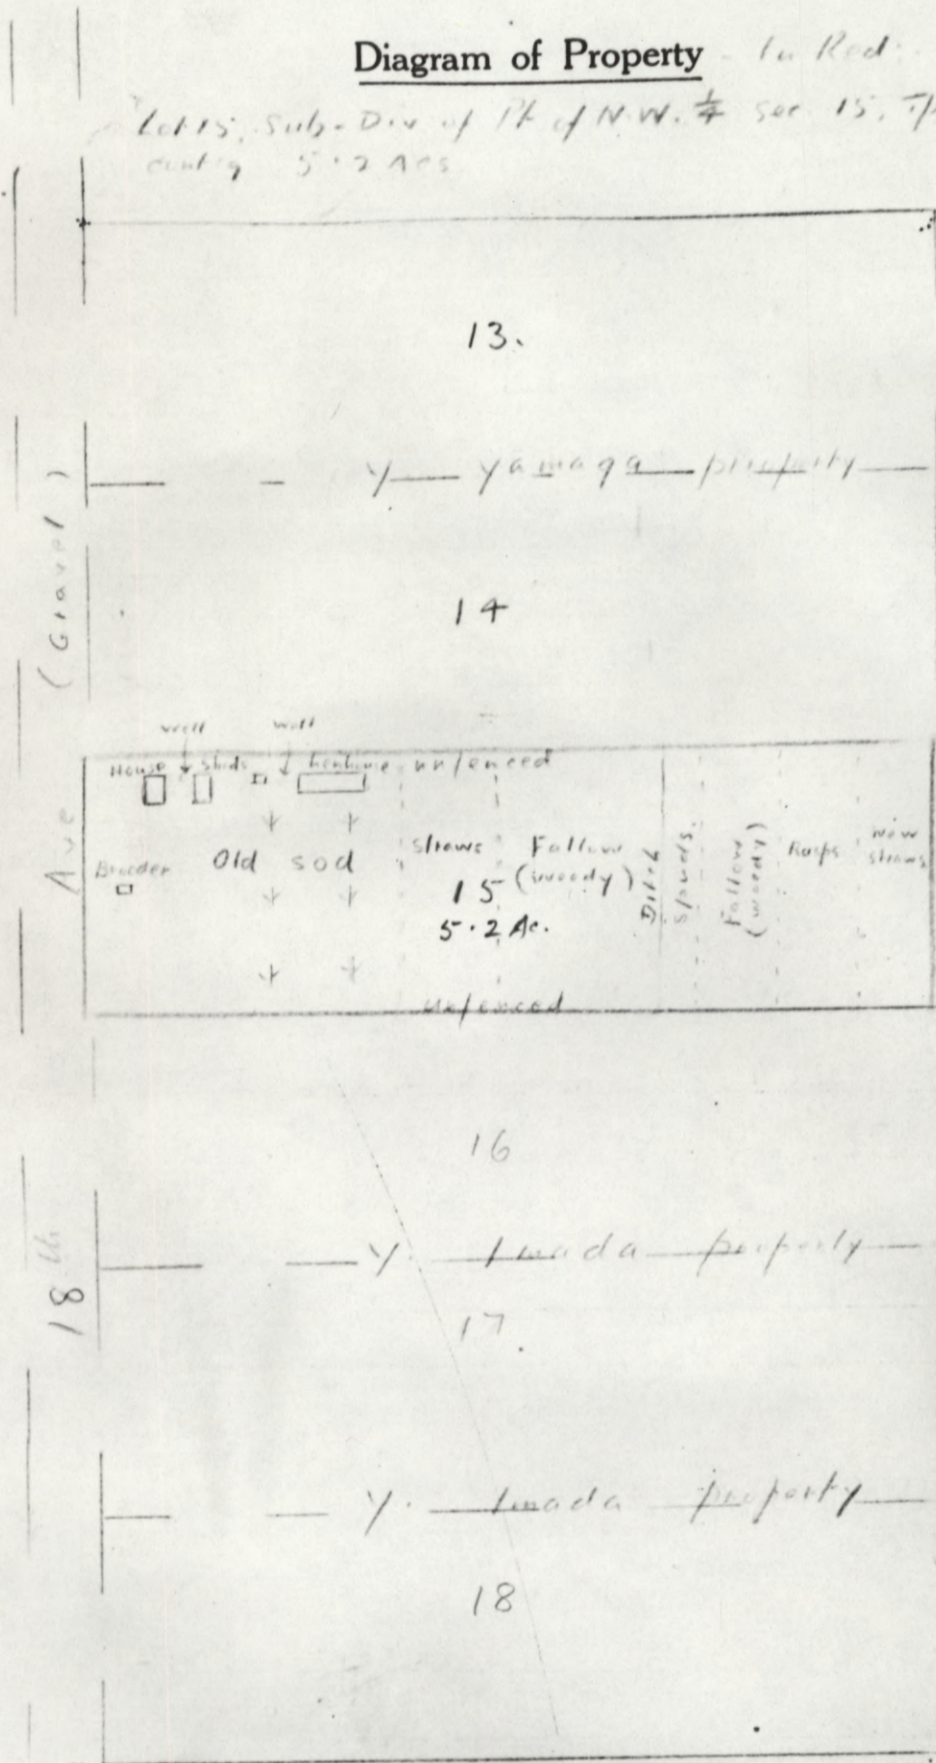 Diagram of Property - In Red.
Lot 15, Sub-Div of Pt of N.W. ¼ Sec 15, Tp
contg 5.2 Acs
13.
Y Yamaga property
14
well well
House Sheds henhouse unfenced
Brooder Old sod Straws Fallow (weedy) Ditch Spuds. Fallow (weedy) Rasps New straws
15
5.2 Ac.
unfenced
16
Y. Imada property
17.
Y. Imada property
18
18th Ave (Gravel)